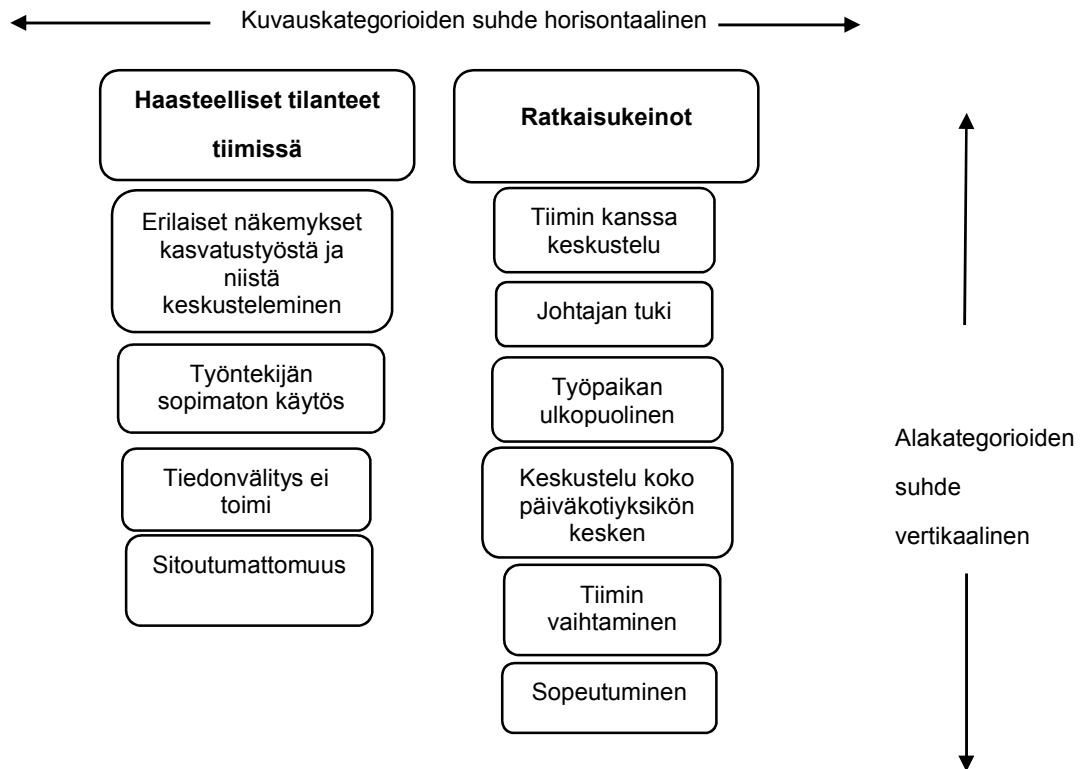 Kuvauskategorioiden suhde horisontaalinen
Haasteelliset tilanteet
tiimissä
Erilaiset näkemykset
kasvatustyöstä ja
niistä
keskusteleminen
Työntekijän
sopimaton käytös
Tiedonvälitys ei
toimi
Sitoutumattomuus
Ratkaisukeinot
Tiimin kanssa
keskustelu
Johtajan tuki
Työpaikan
ulkopuolinen
Keskustelu koko
päiväkotiyksikön
kesken
Tiimin
vaihtaminen
Sopeutuminen
Alakategorioiden
suhde
vertikaalinen